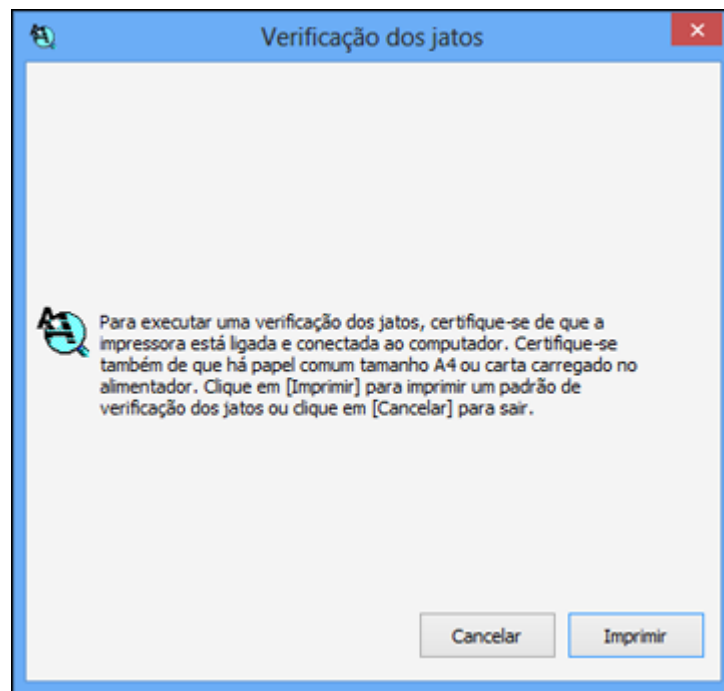 Verificação dos jatos
Para executar uma verificação dos jatos, certifique-se de que a
impressora está ligada e conectada ao computador. Certifique-se
também de que há papel comum tamanho A4 ou carta carregado no
alimentador. Clique em [Imprimir] para imprimir um padrão de
verificação dos jatos ou clique em [Cancelar] para sair.
Cancelar
Imprimir